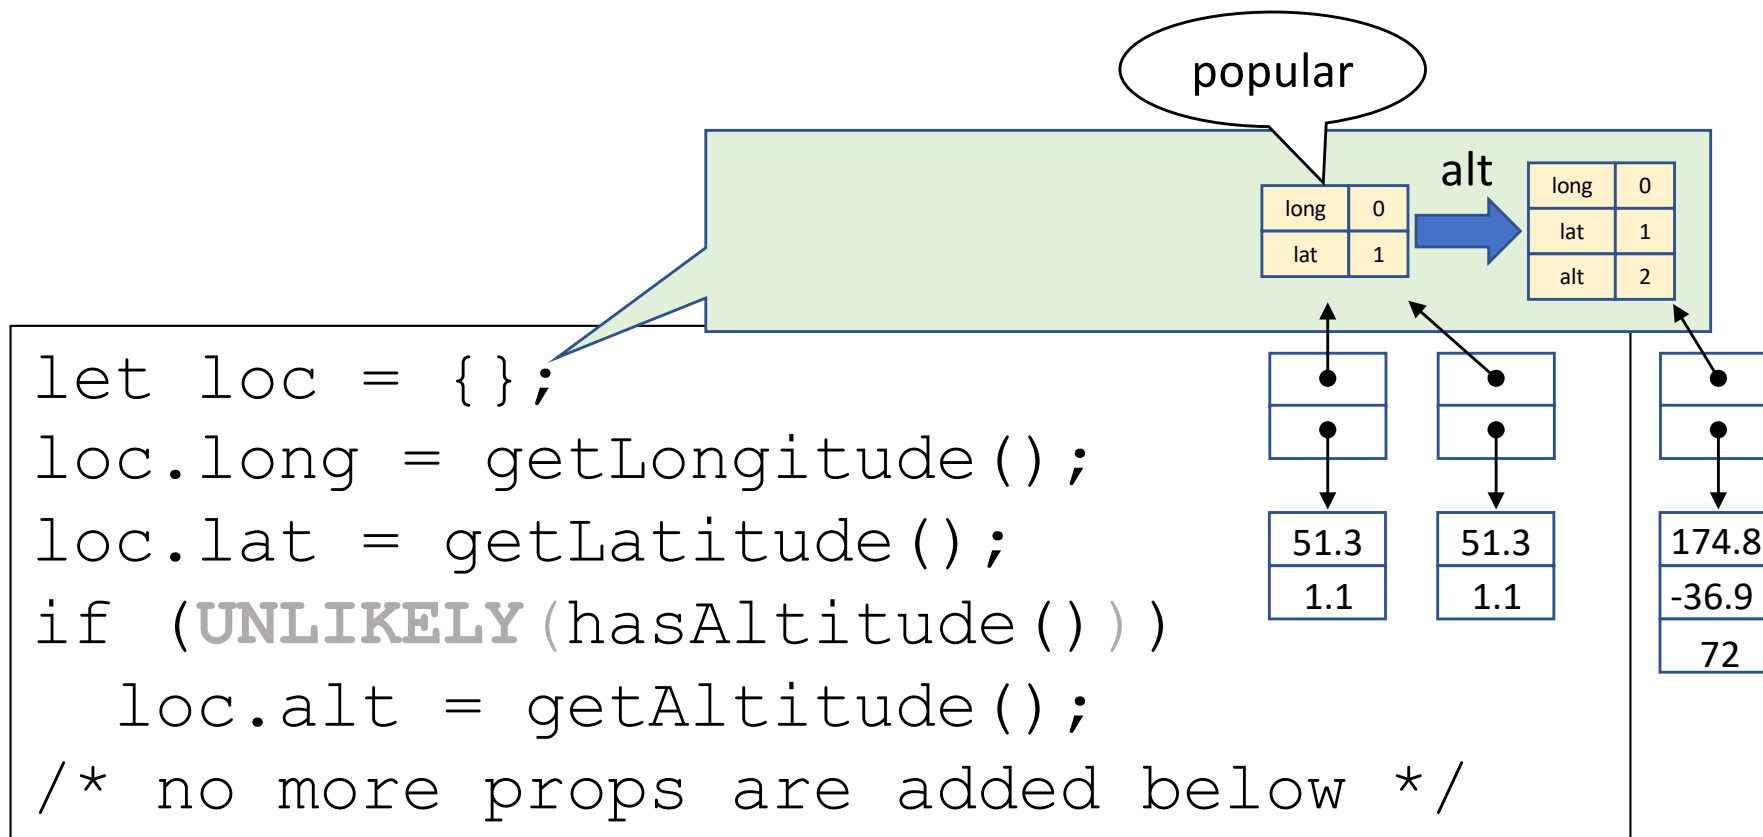 popular
alt
long 0
lat 1
long 0
lat 1
alt 2
let loc = {};
loc.long = getLongitude();
loc.lat = getLatitude();
if (UNLIKELY(hasAltitude()))
  loc.alt = getAltitude();
/* no more props are added below */
51.3
1.1
51.3
1.1
174.8
-36.9
72